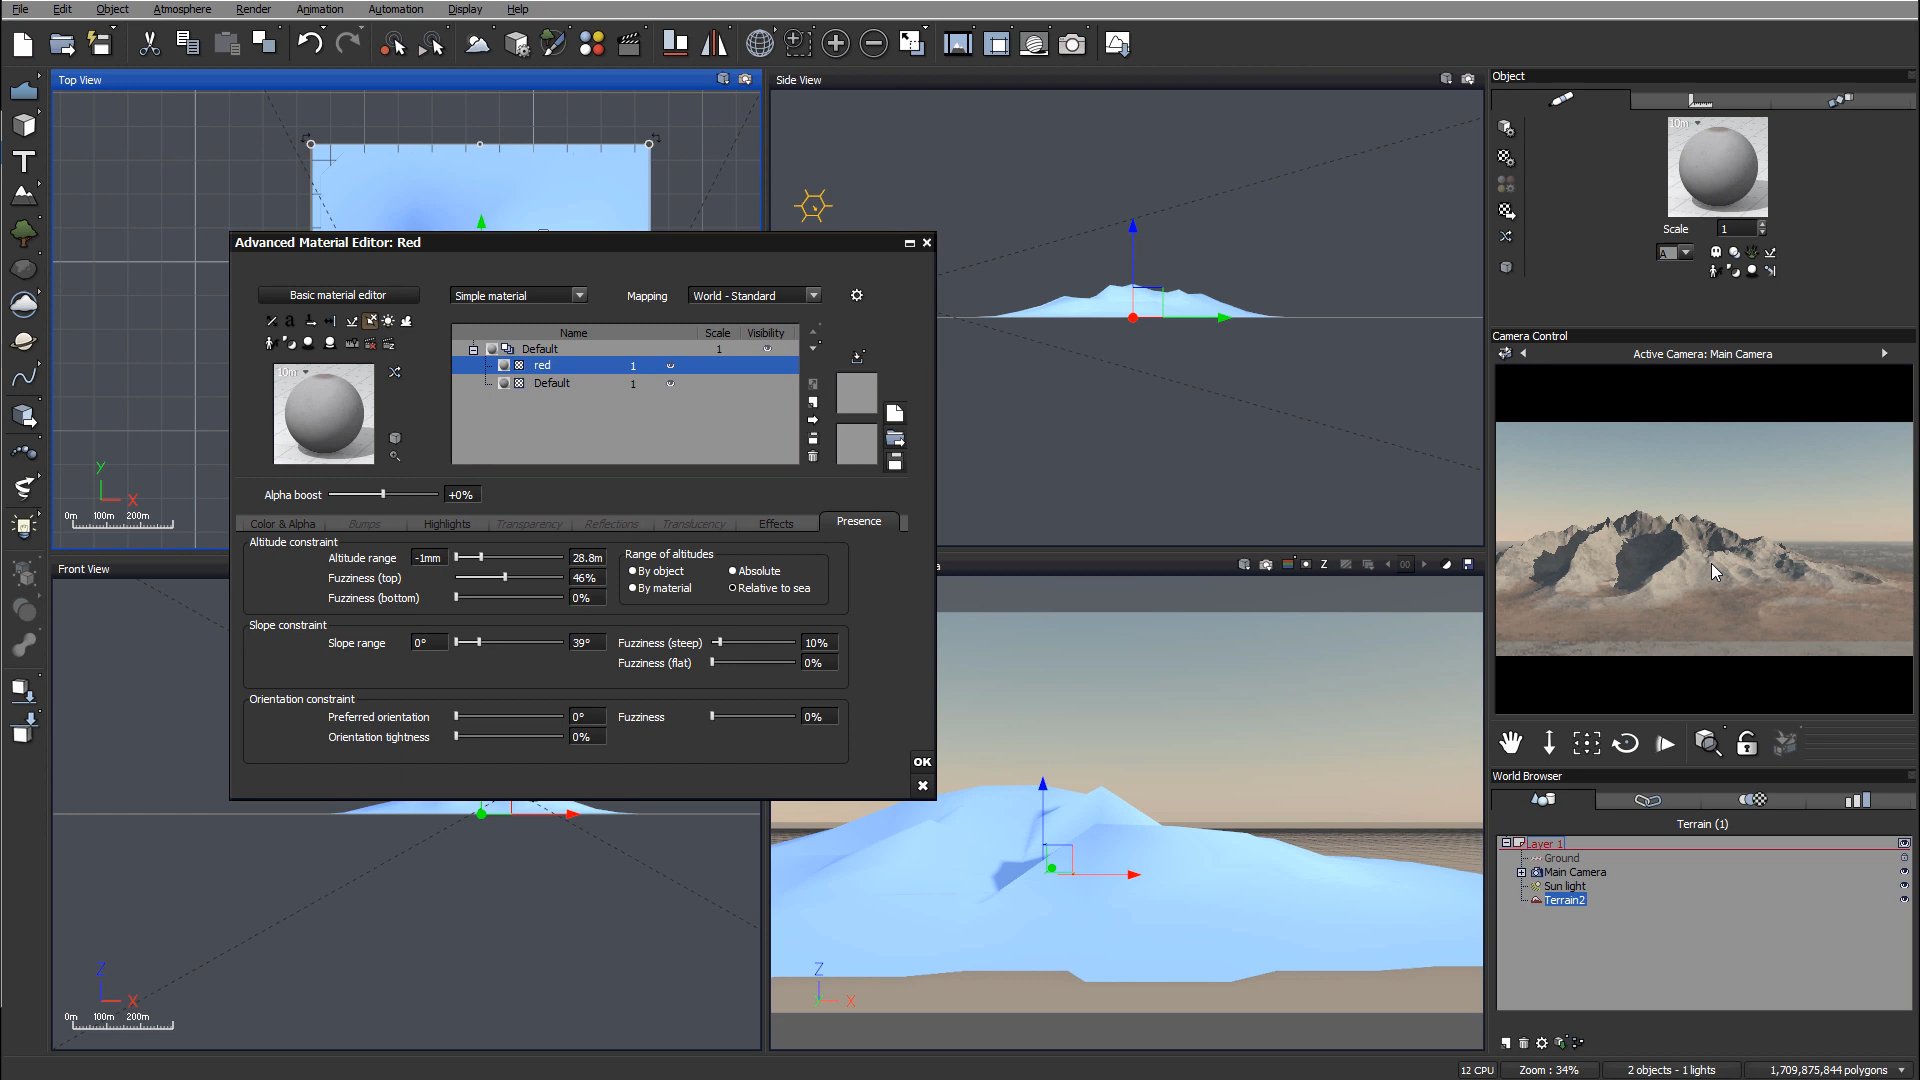 File Edit Object Atmosphere Render Animation Automation Display Help
Top View
Side View
Object
10m
Scale 1
A
Camera Control
Active Camera: Main Camera
Advanced Material Editor: Red
Basic material editor
Simple material
Mapping
World - Standard
Name Scale Visibility
Default 1
red 1
Default 1
10m
Alpha boost +0%
Color & Alpha Bumps Highlights Transparency Reflections Translucency Effects Presence
Altitude constraint
Altitude range -1mm 28.8m
Fuzziness (top) 46%
Fuzziness (bottom) 0%
Range of altitudes
By object Absolute
By material Relative to sea
Slope constraint
Slope range 0° 39° Fuzziness (steep) 10%
Fuzziness (flat) 0%
Orientation constraint
Preferred orientation 0° Fuzziness 0%
Orientation tightness 0%
OK
Y
X
0m 100m 200m
Front View
Z
X
0m 100m 200m
Z 00
Z
X
World Browser
Terrain (1)
Layer 1
Ground
Main Camera
Sun light
Terrain2
12 CPU Zoom : 34% 2 objects - 1 lights 1,709,875,844 polygons